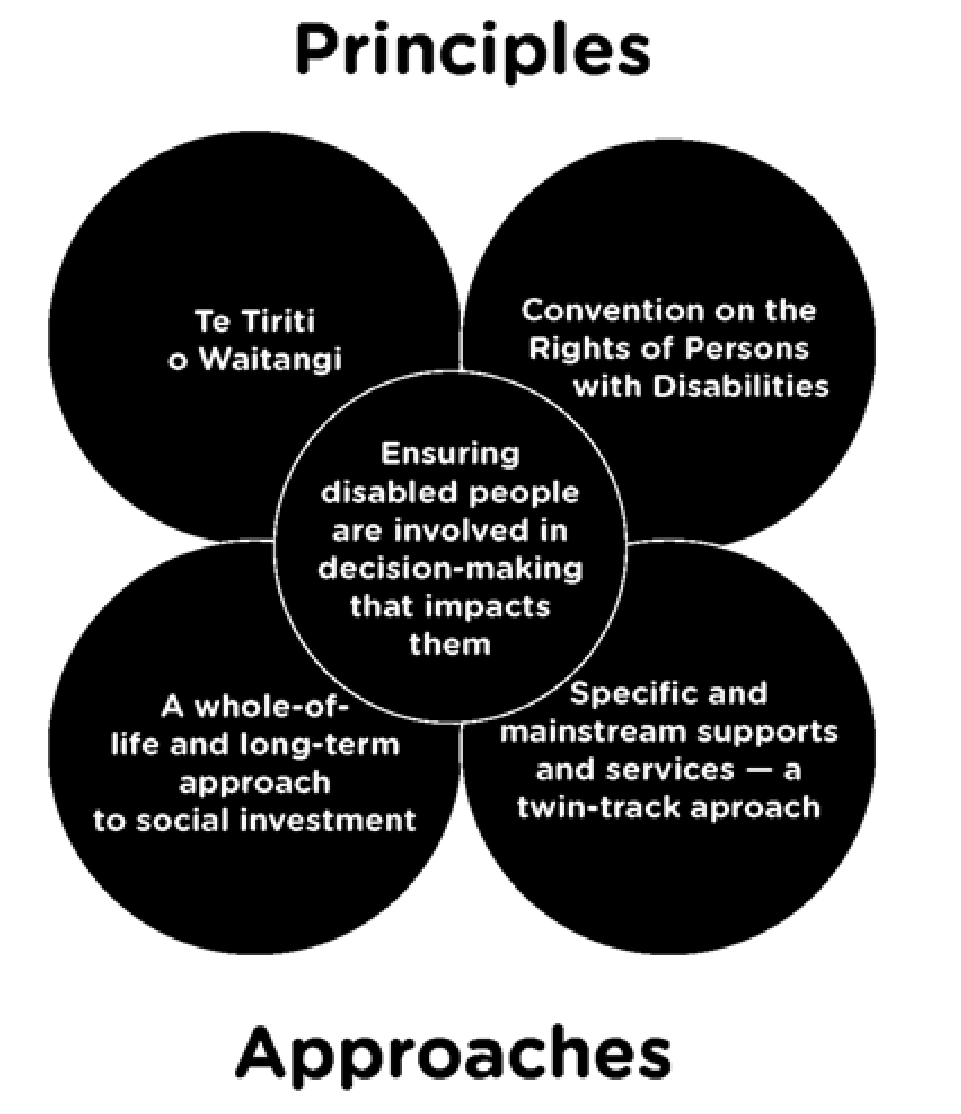 Principles
Te Tiriti
o Waitangi
Convention on the
Rights of Persons
with Disabilities
Ensuring
disabled people
are involved in
decision-making
that impacts
them
A whole-of-
life and long-term
approach
to social investment
Specific and
mainstream supports
and services — a
twin-track aproach
Approaches